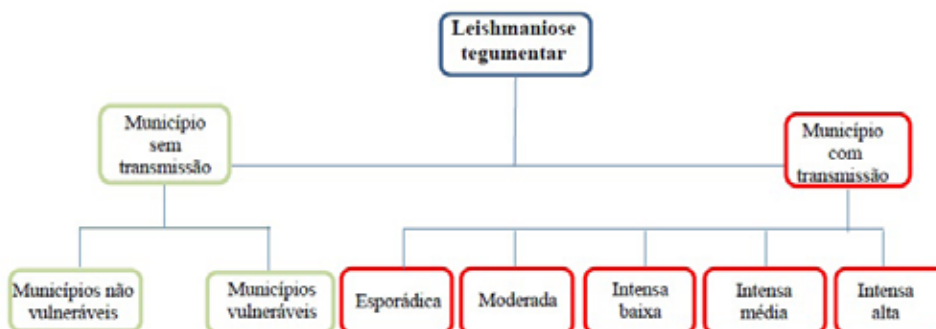 Leishmaniose
tegumentar
Município
sem
transmissão
Município
com
transmissão
Municípios não
vulneráveis
Municípios
vulneráveis
Esporádica
Moderada
Intensa
baixa
Intensa
média
Intensa
alta